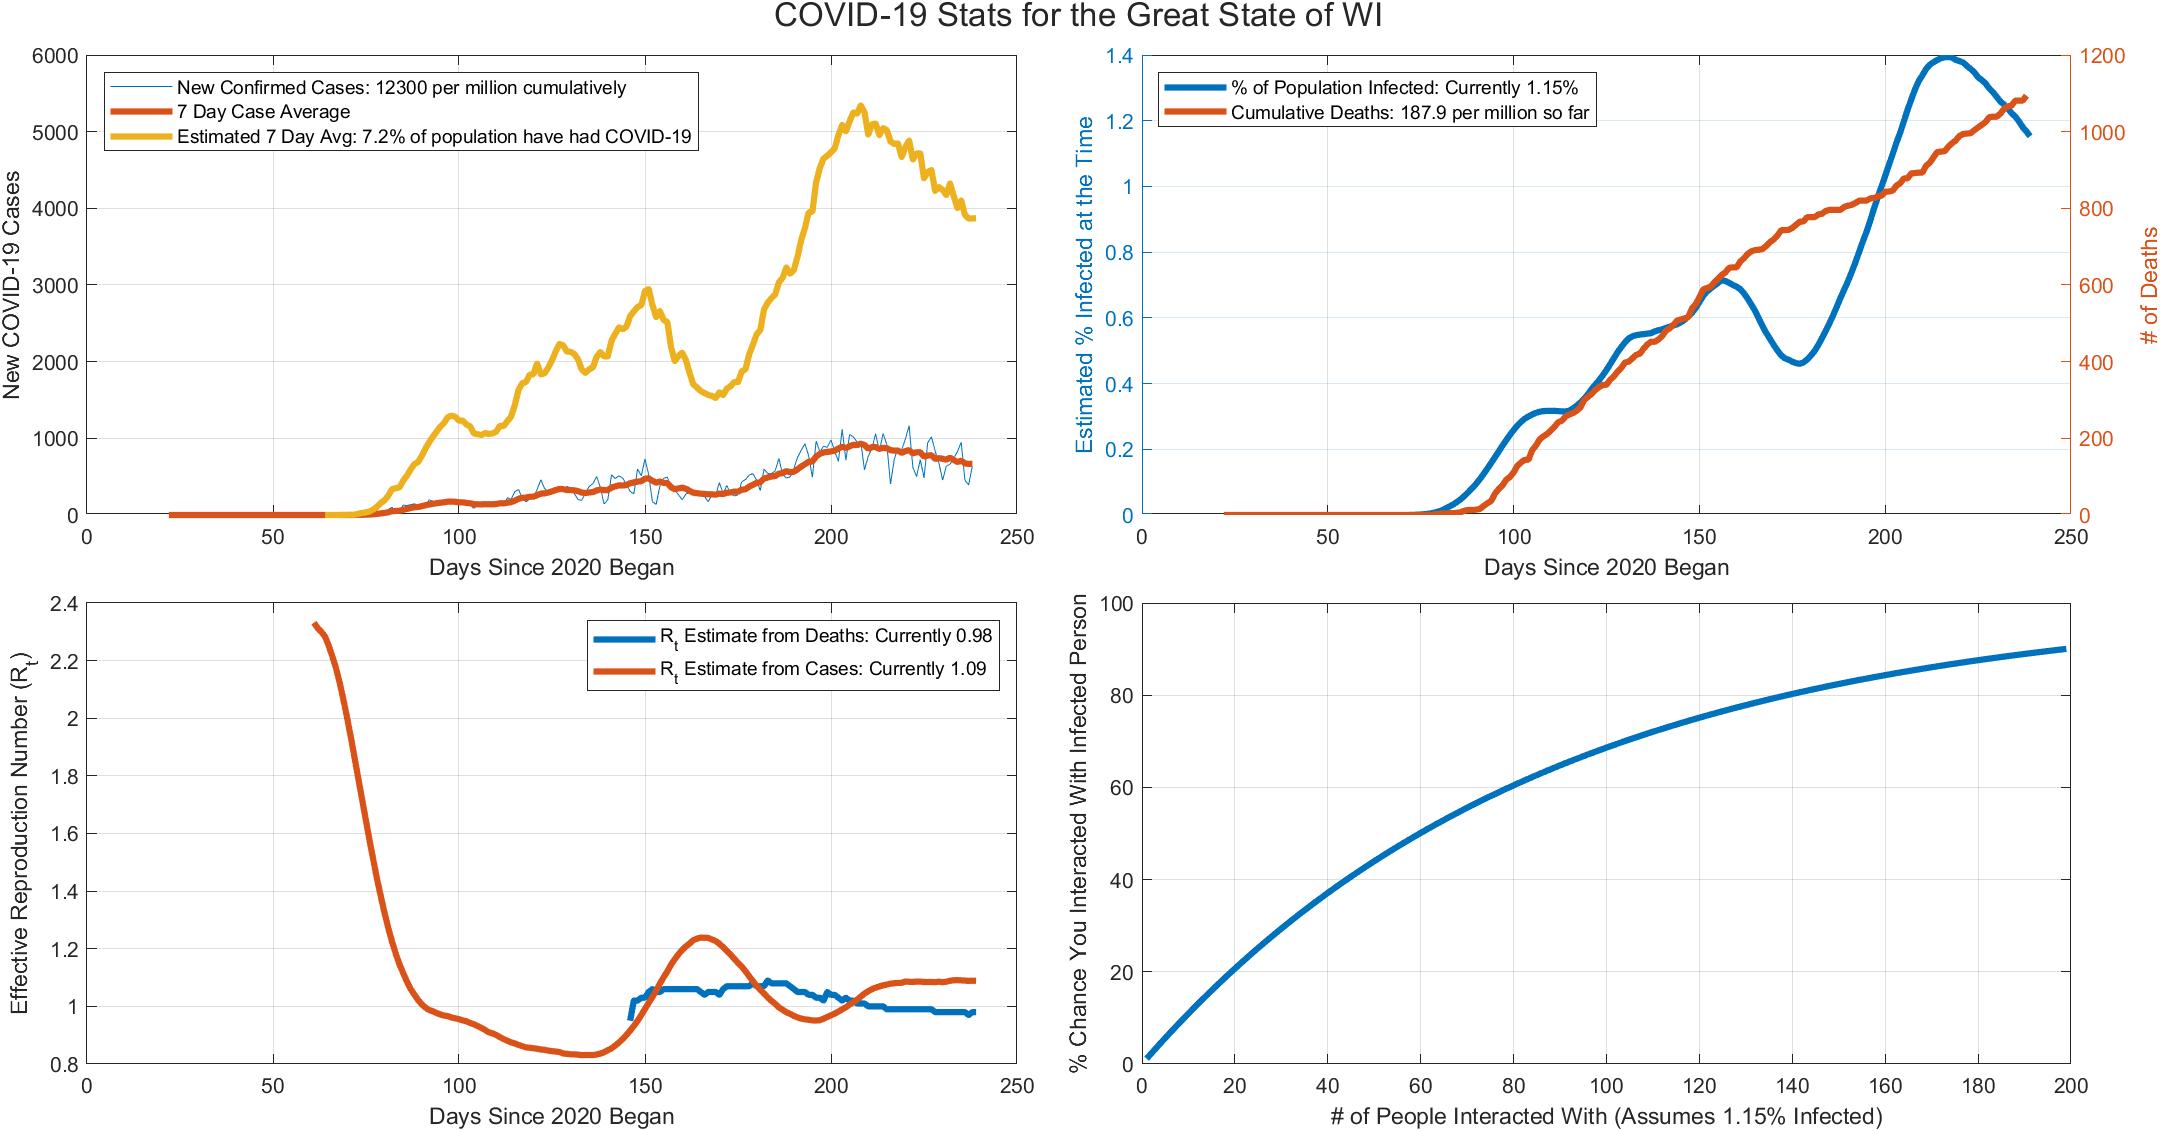 COVID-19 Stats for the Great State of WI
6000
5000
4000
3000
2000
1000
0
New COVID-19 Cases
New Confirmed Cases: 12300 per million cumulatively
7 Day Case Average
Estimated 7 Day Avg: 7.2% of population have had COVID-19
0 50 100 150 200 250
Days Since 2020 Began
1.4
1.2
1
0.8
0.6
0.4
0.2
0
Estimated % Infected at the Time
% of Population Infected: Currently 1.15%
Cumulative Deaths: 187.9 per million so far
1200
1000
800
600
400
200
0
# of Deaths
0 50 100 150 200 250
Days Since 2020 Began
2.4
2.2
2
1.8
1.6
1.4
1.2
1
0.8
Effective Reproduction Number (Rt)
Rt Estimate from Deaths: Currently 0.98
Rt Estimate from Cases: Currently 1.09
0 50 100 150 200 250
Days Since 2020 Began
100
80
60
40
20
0
% Chance You Interacted With Infected Person
0 20 40 60 80 100 120 140 160 180 200
# of People Interacted With (Assumes 1.15% Infected)